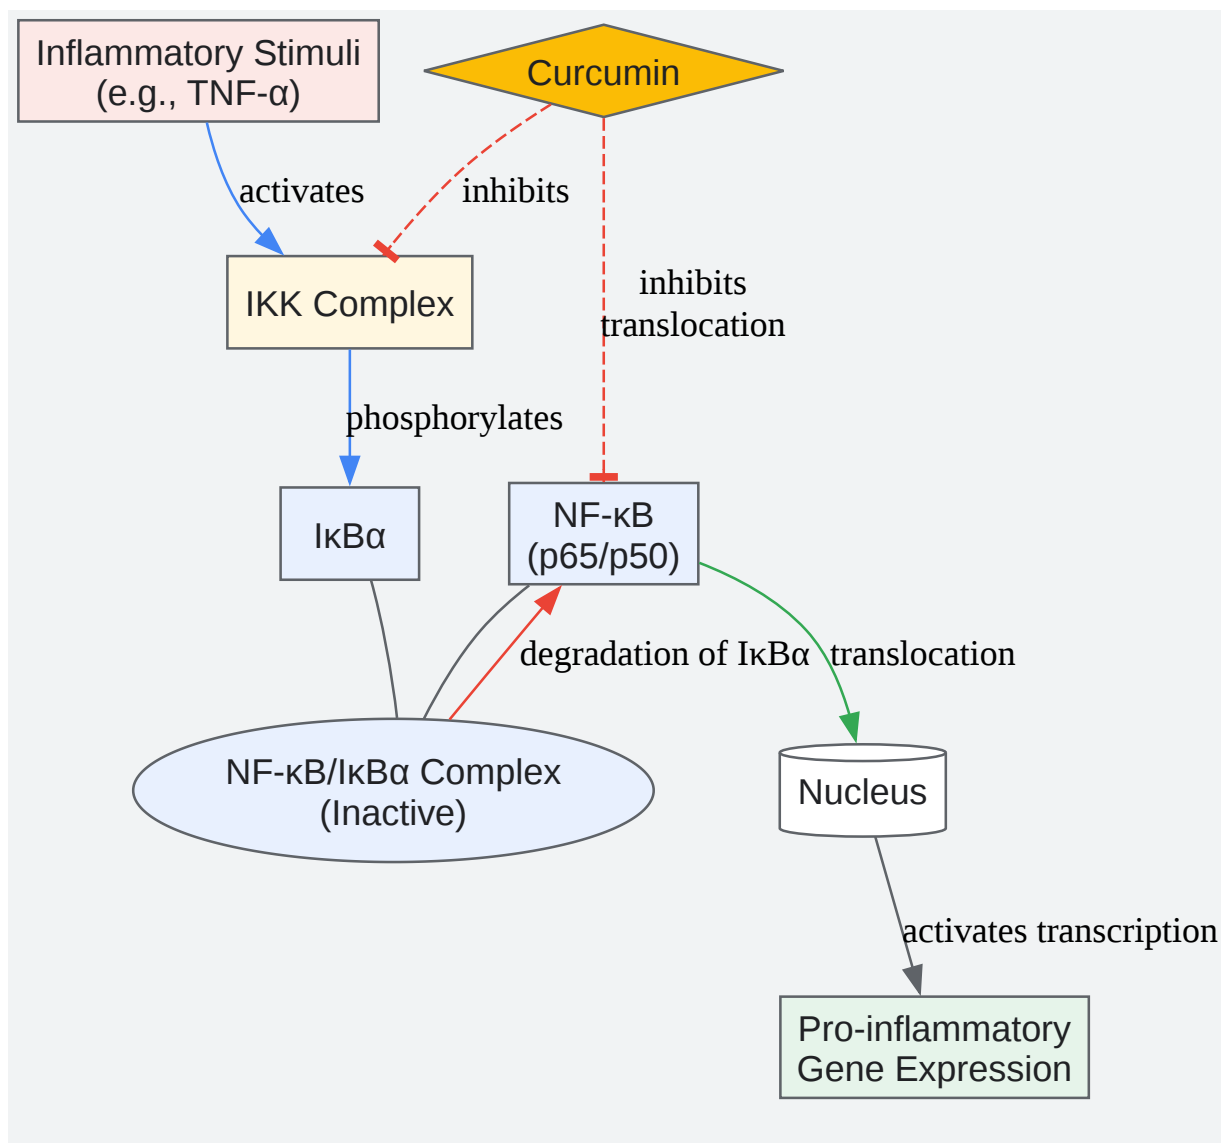 Inflammatory Stimuli
(e.g., TNF-α)
Curcumin
activates
inhibits
IKK Complex
inhibits
translocation
phosphorylates
IκBα
NF-κB
(p65/p50)
degradation of IκBα
translocation
NF-κB/IκBα Complex
(Inactive)
Nucleus
activates transcription
Pro-inflammatory
Gene Expression